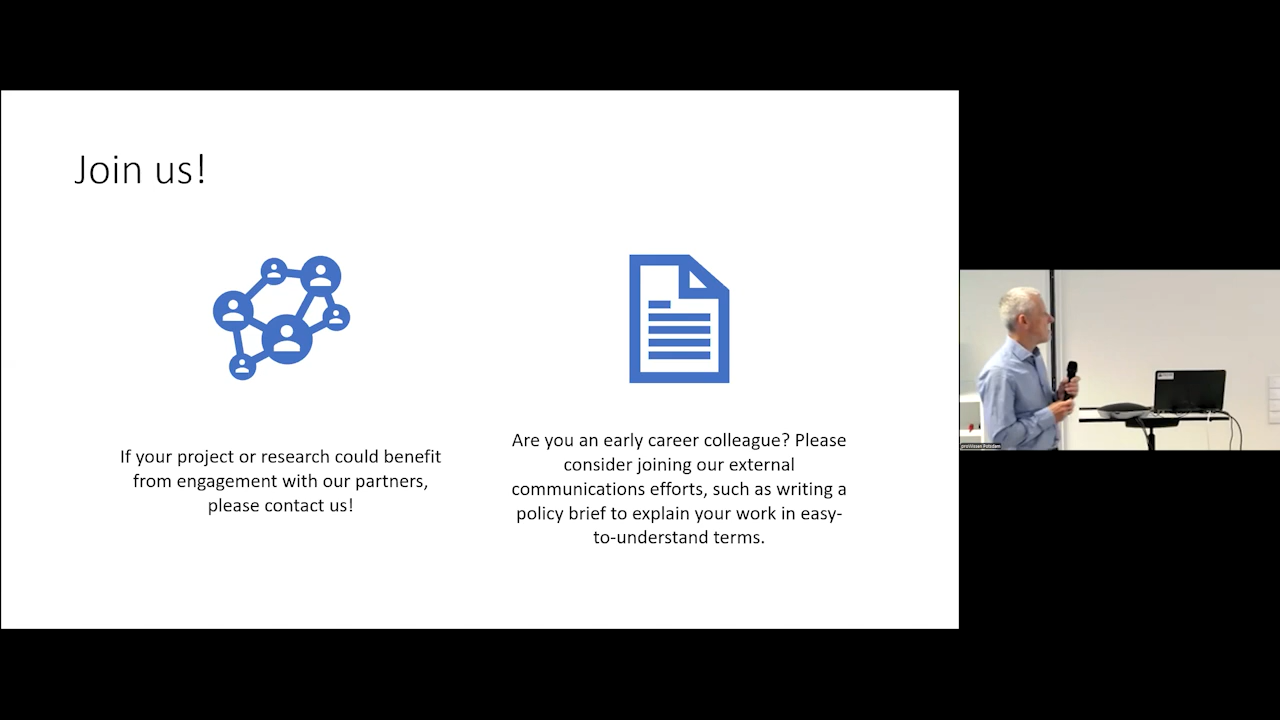 Join us!
If your project or research could benefit
from engagement with our partners,
please contact us!
Are you an early career colleague? Please
consider joining our external
communications efforts, such as writing a
policy brief to explain your work in easy-
to-understand terms.
proWissen Potsdam